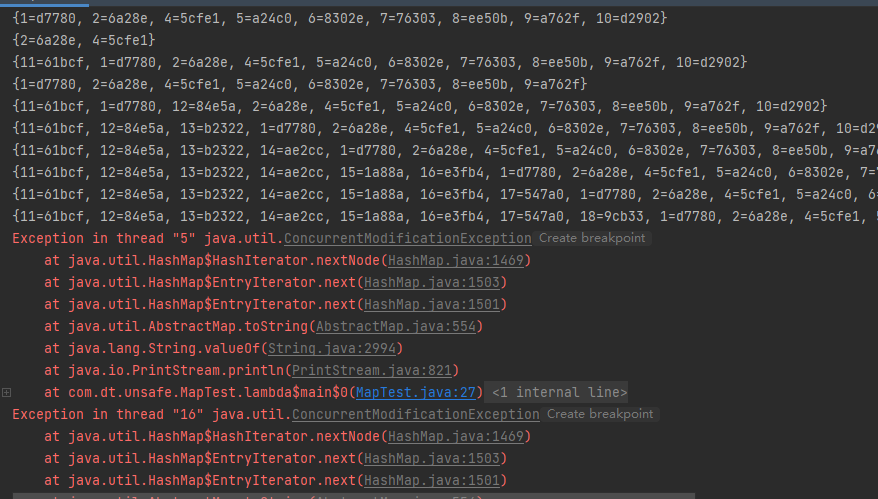 {1=d7780, 2=6a28e, 4=5cfe1, 5=a24c0, 6=8302e, 7=76303, 8=ee50b, 9=a762f, 10=d2902}
{2=6a28e, 4=5cfe1}
{11=61bcf, 1=d7780, 2=6a28e, 4=5cfe1, 5=a24c0, 6=8302e, 7=76303, 8=ee50b, 9=a762f, 10=d2902}
{1=d7780, 2=6a28e, 4=5cfe1, 5=a24c0, 6=8302e, 7=76303, 8=ee50b, 9=a762f}
{11=61bcf, 1=d7780, 12=84e5a, 2=6a28e, 4=5cfe1, 5=a24c0, 6=8302e, 7=76303, 8=ee50b, 9=a762f, 10=d2902}
{11=61bcf, 12=84e5a, 13=b2322, 1=d7780, 2=6a28e, 4=5cfe1, 5=a24c0, 6=8302e, 7=76303, 8=ee50b, 9=a762f, 10=d29
{11=61bcf, 12=84e5a, 13=b2322, 14=ae2cc, 1=d7780, 2=6a28e, 4=5cfe1, 5=a24c0, 6=8302e, 7=76303, 8=ee50b, 9=a7
{11=61bcf, 12=84e5a, 13=b2322, 14=ae2cc, 15=1a88a, 16=e3fb4, 1=d7780, 2=6a28e, 4=5cfe1, 5=a24c0, 6=8302e, 7=
{11=61bcf, 12=84e5a, 13=b2322, 14=ae2cc, 15=1a88a, 16=e3fb4, 17=547a0, 1=d7780, 2=6a28e, 4=5cfe1, 5=a24c0, 6=
{11=61bcf, 12=84e5a, 13=b2322, 14=ae2cc, 15=1a88a, 16=e3fb4, 17=547a0, 18=9cb33, 1=d7780, 2=6a28e, 4=5cfe1, 5
Exception in thread "5" java.util.ConcurrentModificationException Create breakpoint
at java.util.HashMap$HashIterator.nextNode(HashMap.java:1469)
at java.util.HashMap$EntryIterator.next(HashMap.java:1503)
at java.util.HashMap$EntryIterator.next(HashMap.java:1501)
at java.util.AbstractMap.toString(AbstractMap.java:554)
at java.lang.String.valueOf(String.java:2994)
at java.io.PrintStream.println(PrintStream.java:821)
at com.dt.unsafe.MapTest.lambda$main$0(MapTest.java:27) <1 internal line>
Exception in thread "16" java.util.ConcurrentModificationException Create breakpoint
at java.util.HashMap$HashIterator.nextNode(HashMap.java:1469)
at java.util.HashMap$EntryIterator.next(HashMap.java:1503)
at java.util.HashMap$EntryIterator.next(HashMap.java:1501)